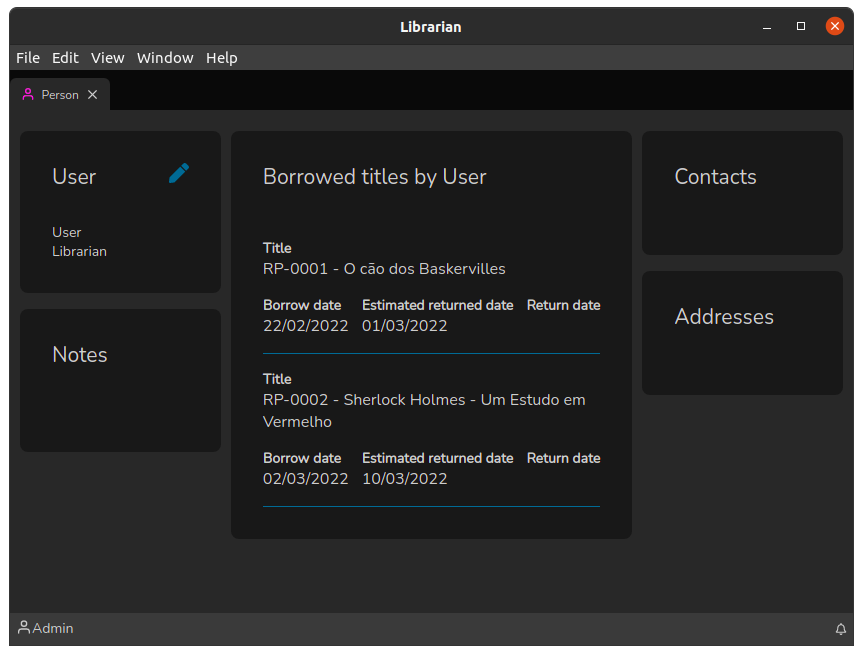 Librarian
File Edit View Window Help
Person
User
User
Librarian
Notes
Borrowed titles by User
Title
RP-0001 - O cão dos Baskervilles
Borrow date Estimated returned date Return date
22/02/2022 01/03/2022
Title
RP-0002 - Sherlock Holmes - Um Estudo em
Vermelho
Borrow date Estimated returned date Return date
02/03/2022 10/03/2022
Contacts
Addresses
Admin